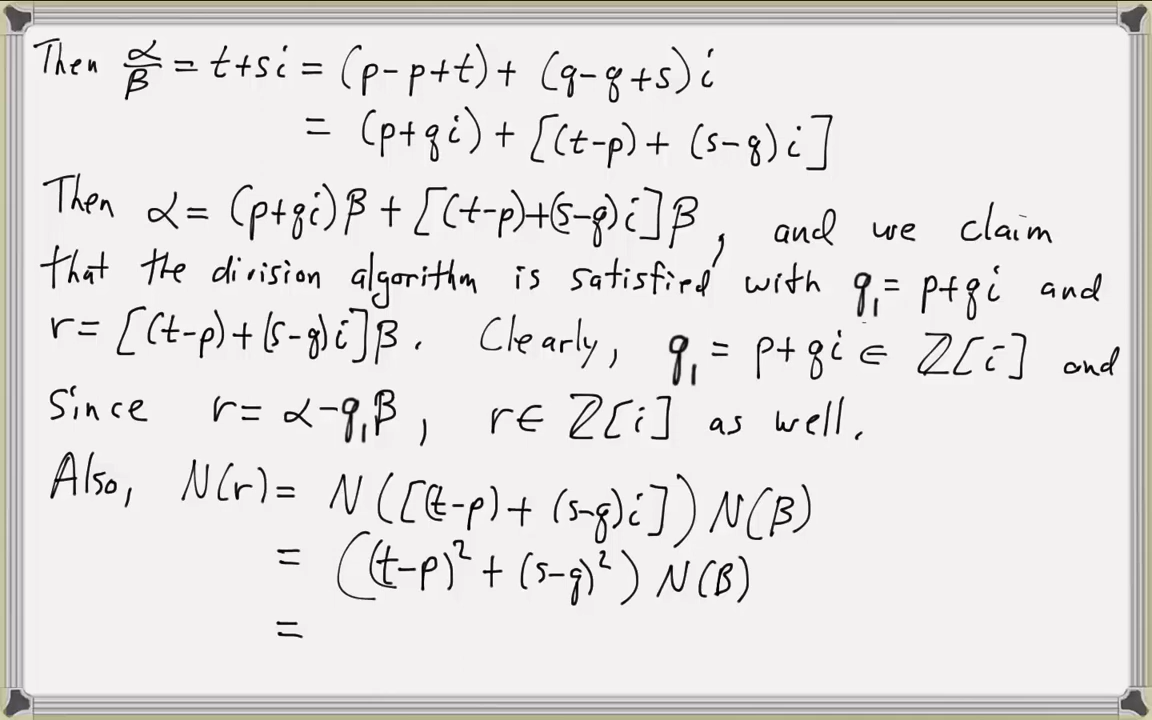 Then α/β = t+si = (p-p+t) + (q-q+s)i
= (p+qi) + [(t-p) + (s-q)i]
Then α = (p+qi)β + [(t-p)+(s-q)i]β, and we claim
that the division algorithm is satisfied with q₁ = p+qi and
r = [(t-p)+(s-q)i]β. Clearly, q₁ = p+qi ∈ ℤ[i] and
since r = α-q₁β, r ∈ ℤ[i] as well.
Also, N(r) = N([(t-p) + (s-q)i]) N(β)
= ((t-p)² + (s-q)²) N(β)
=